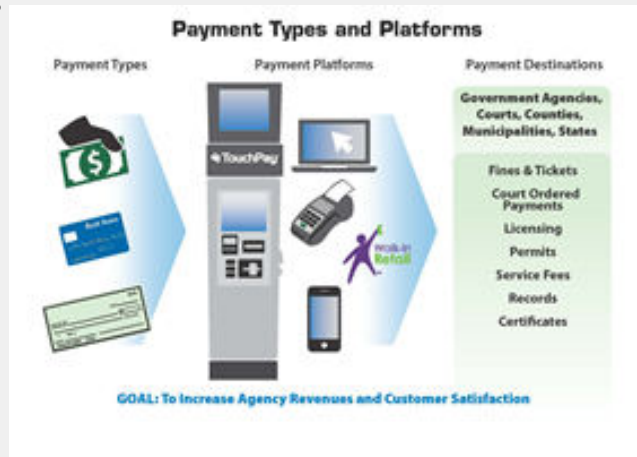 Payment Types and Platforms
Payment Types
Payment Platforms
Payment Destinations
Government Agencies,
Courts, Counties,
Municipalities, States
TouchPay
Walk-in
Retail
Fines & Tickets
Court Ordered
Payments
Licensing
Permits
Service Fees
Records
Certificates
GOAL: To Increase Agency Revenues and Customer Satisfaction